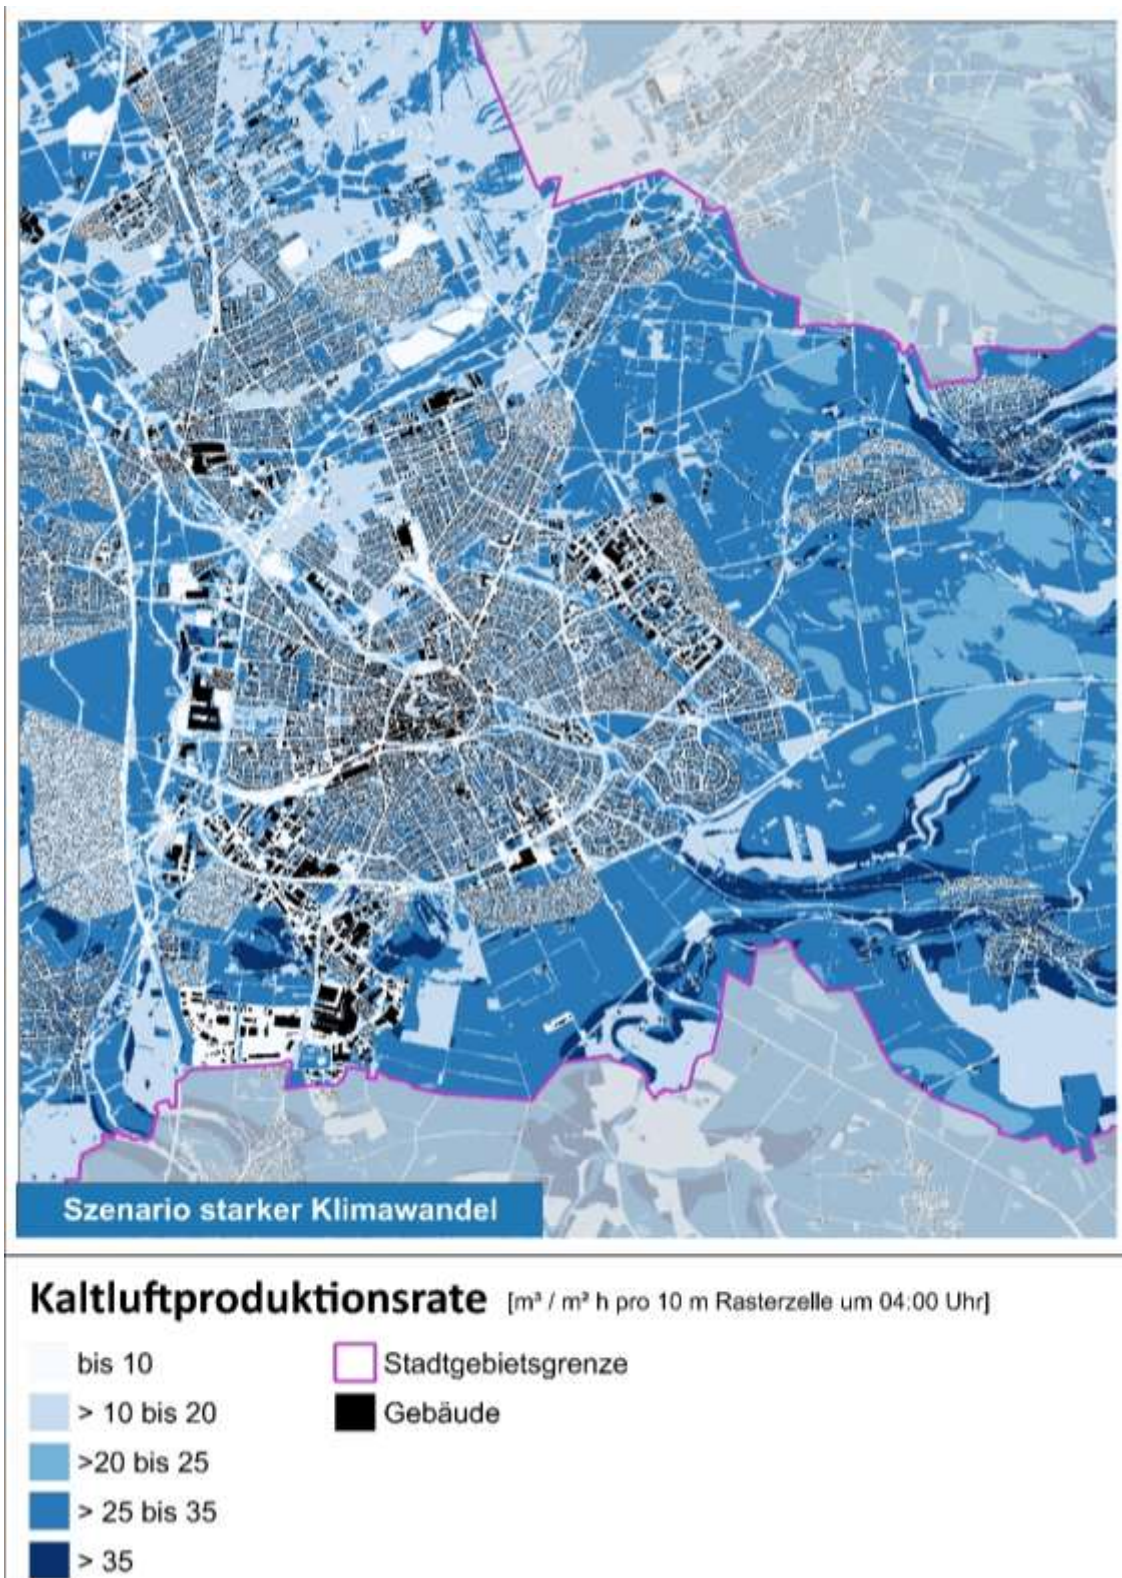 Szenario starker Klimawandel
Kaltluftproduktionsrate [m³ / m² h pro 10 m Rasterzelle um 04:00 Uhr]
bis 10
> 10 bis 20
>20 bis 25
> 25 bis 35
> 35
Stadtgebietsgrenze
Gebäude